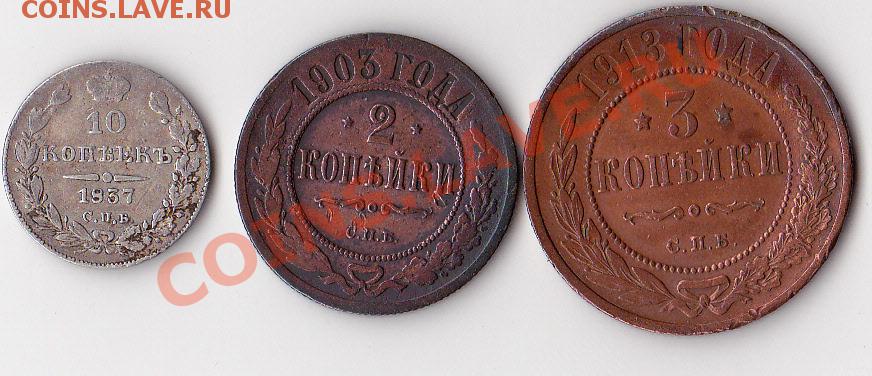 COINS.LAVE.RU
10
КОПѢЕКЪ
1837
С.П.Б.
1903 ГОДА
2
КОПѢЙКИ
С.П.Б.
1913 ГОДА
3
КОПѢЙКИ
С.П.Б.